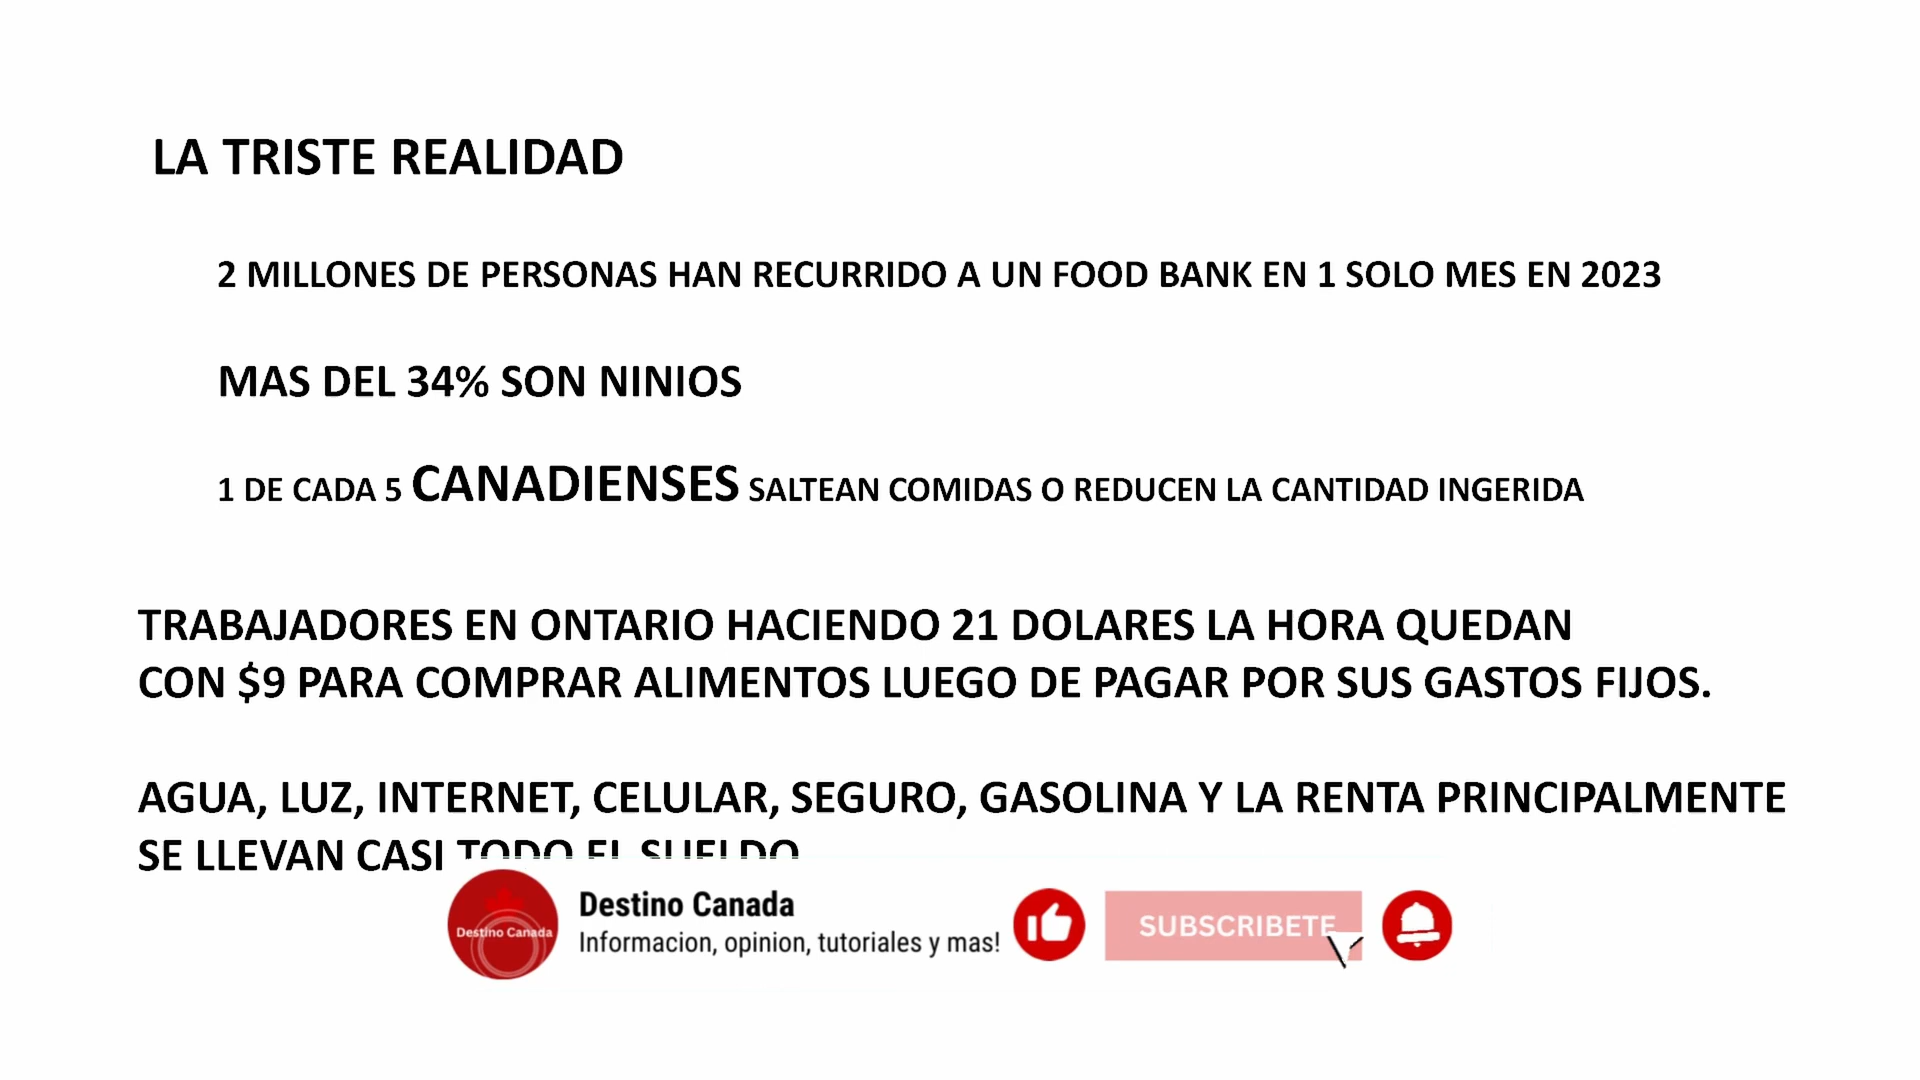 LA TRISTE REALIDAD
2 MILLONES DE PERSONAS HAN RECURRIDO A UN FOOD BANK EN 1 SOLO MES EN 2023
MAS DEL 34% SON NINIOS
1 DE CADA 5 CANADIENSES SALTEAN COMIDAS O REDUCEN LA CANTIDAD INGERIDA
TRABAJADORES EN ONTARIO HACIENDO 21 DOLARES LA HORA QUEDAN
CON $9 PARA COMPRAR ALIMENTOS LUEGO DE PAGAR POR SUS GASTOS FIJOS.
AGUA, LUZ, INTERNET, CELULAR, SEGURO, GASOLINA Y LA RENTA PRINCIPALMENTE
SE LLEVAN CASI TODO EL SUELDO
Destino Canada
Destino Canada
Informacion, opinion, tutoriales y mas!
SUBSCRIBETE